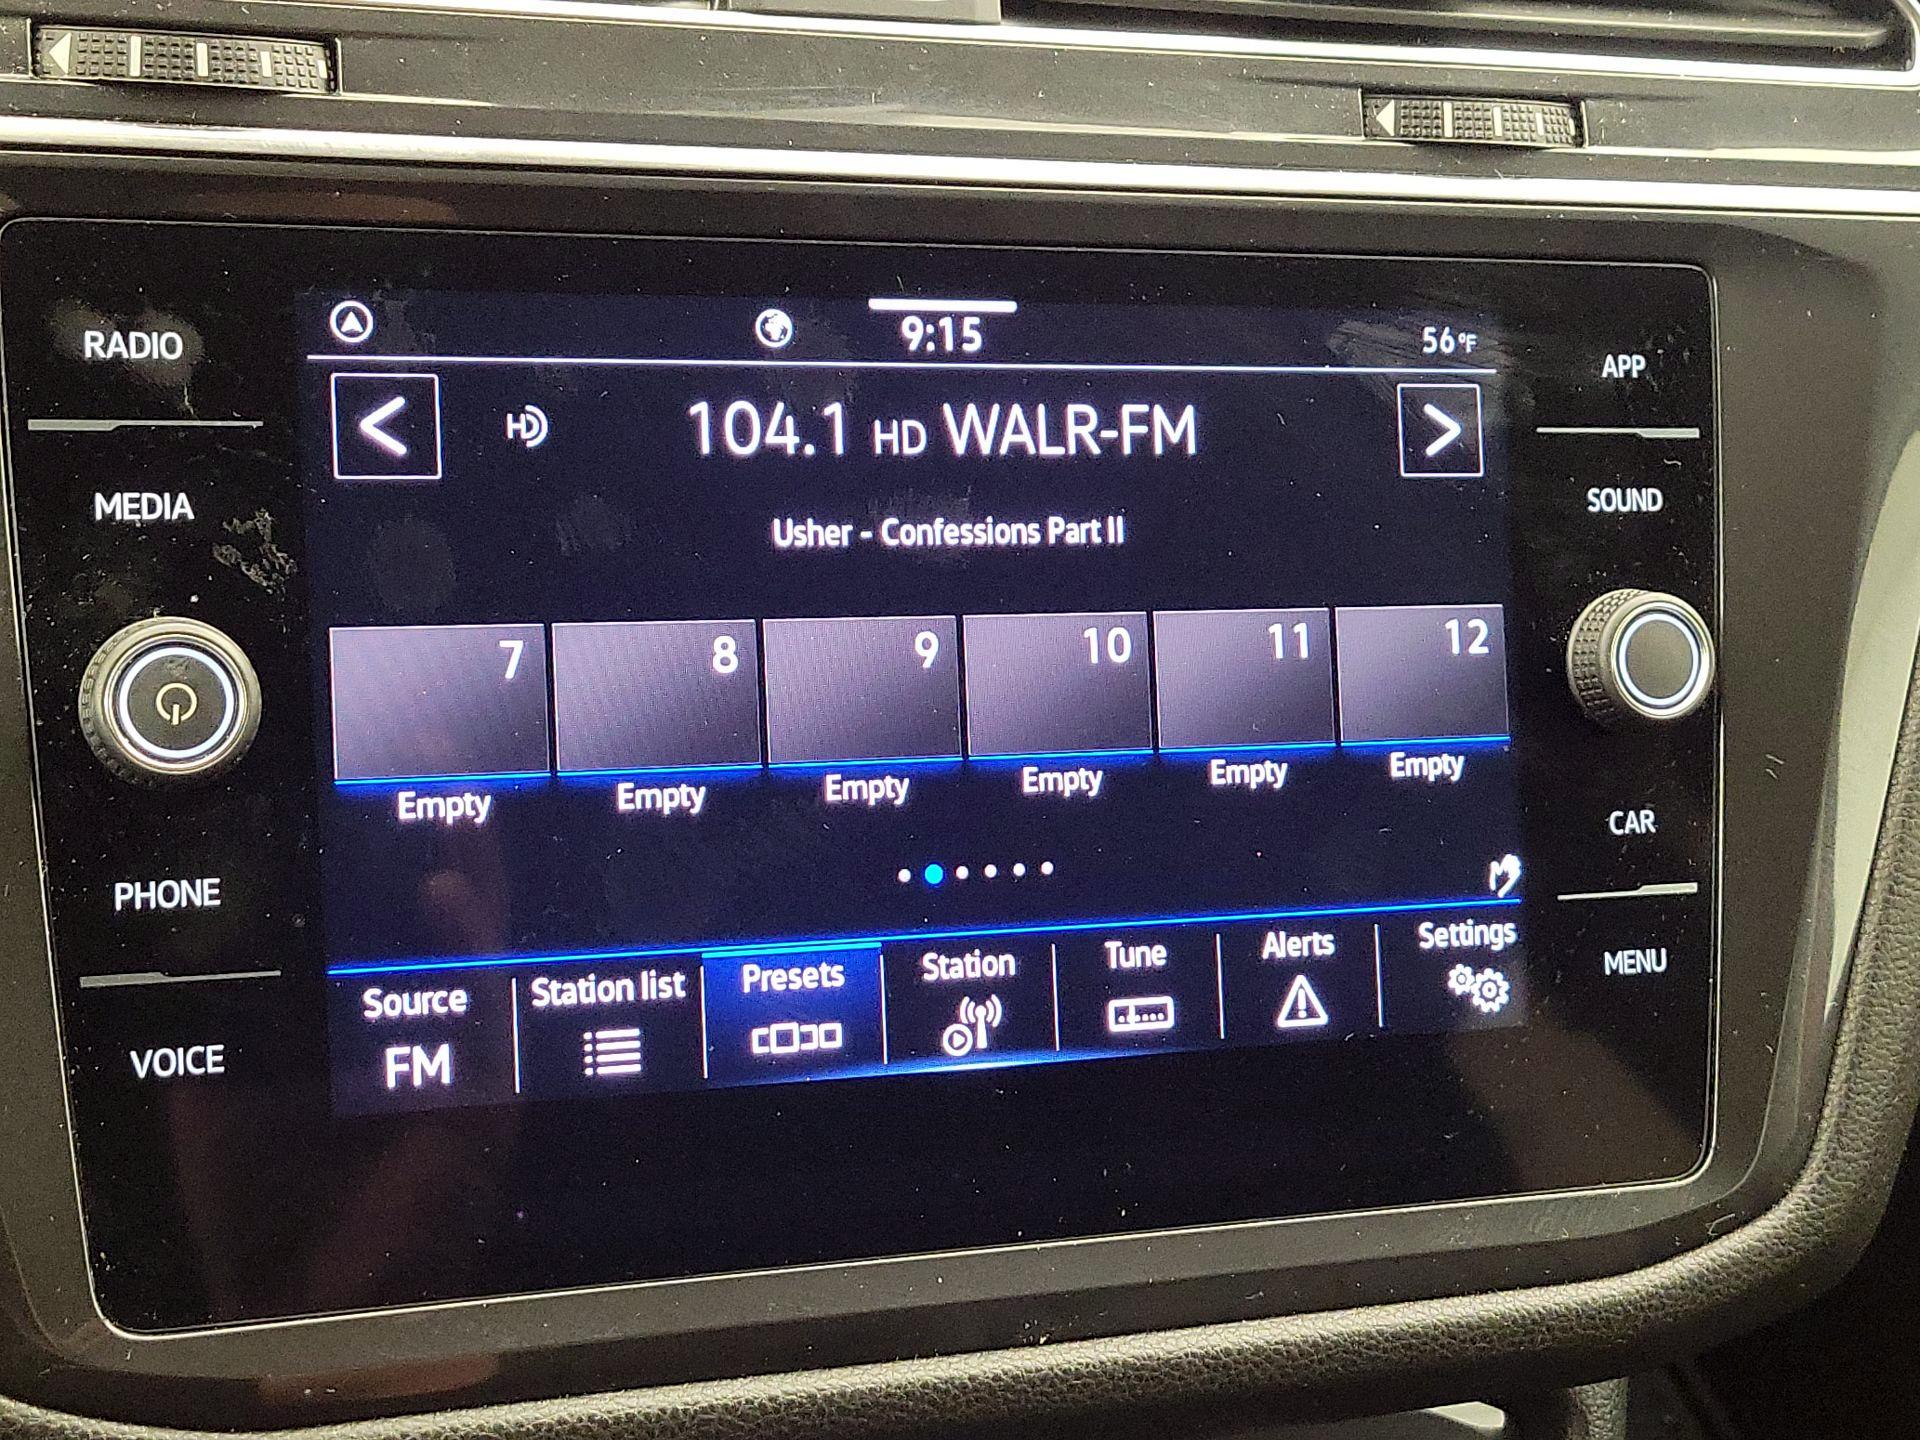 9:15
56°F
RADIO
APP
< HD 104.1 HD WALR-FM >
MEDIA
SOUND
Usher - Confessions Part II
7 8 9 10 11 12
Empty Empty Empty Empty Empty Empty
CAR
PHONE
MENU
Source Station list Presets Station Tune Alerts Settings
FM
VOICE